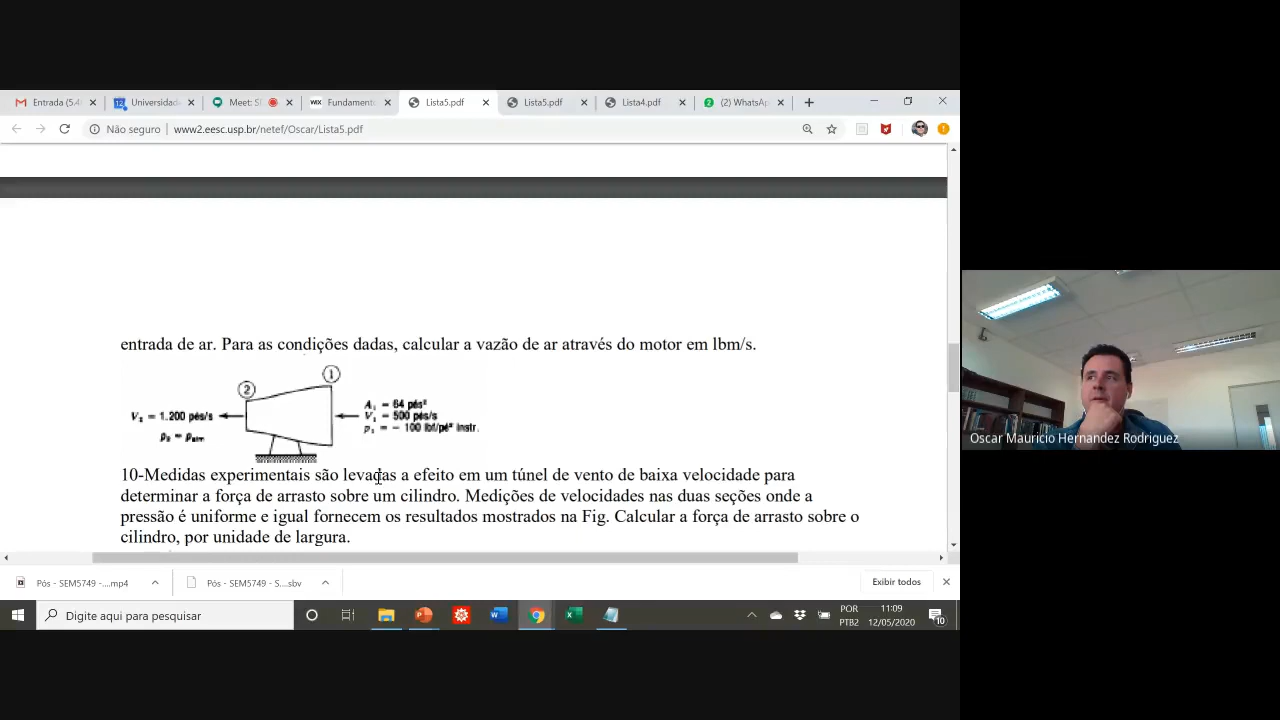 Entrada (5.4
Universidad
Meet: S
WIX Fundament
Lista5.pdf
Lista5.pdf
Lista4.pdf
(2) WhatsAp
Não seguro | www2.eesc.usp.br/netef/Oscar/Lista5.pdf
entrada de ar. Para as condições dadas, calcular a vazão de ar através do motor em lbm/s.
1
2
A₁ = 64 pés²
V₂ = 1.200 pés/s
V₁ = 500 pés/s
p₁ = – 100 lbf/pé² instr.
p₂ = patm
10-Medidas experimentais são levadas a efeito em um túnel de vento de baixa velocidade para
determinar a força de arrasto sobre um cilindro. Medições de velocidades nas duas seções onde a
pressão é uniforme e igual fornecem os resultados mostrados na Fig. Calcular a força de arrasto sobre o
cilindro, por unidade de largura.
Oscar Mauricio Hernandez Rodriguez
Pós - SEM5749 -....mp4
Pós - SEM5749 - S....sbv
Exibir todos
Digite aqui para pesquisar
POR
PTB2
11:09
12/05/2020
10